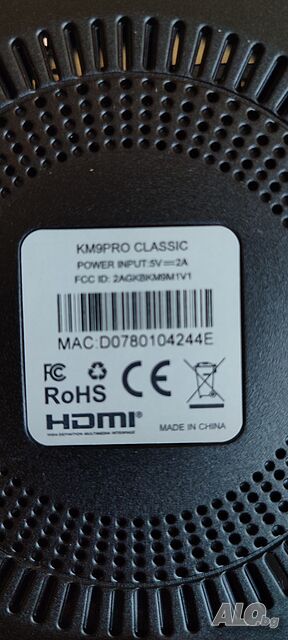 KM9PRO CLASSIC
POWER INPUT:5V⎓2A
FCC ID: 2AGKBKM9M1V1
MAC:D0780104244E
FC
RoHS
CE
HDMI®
HIGH-DEFINITION MULTIMEDIA INTERFACE
MADE IN CHINA
ALO.bg